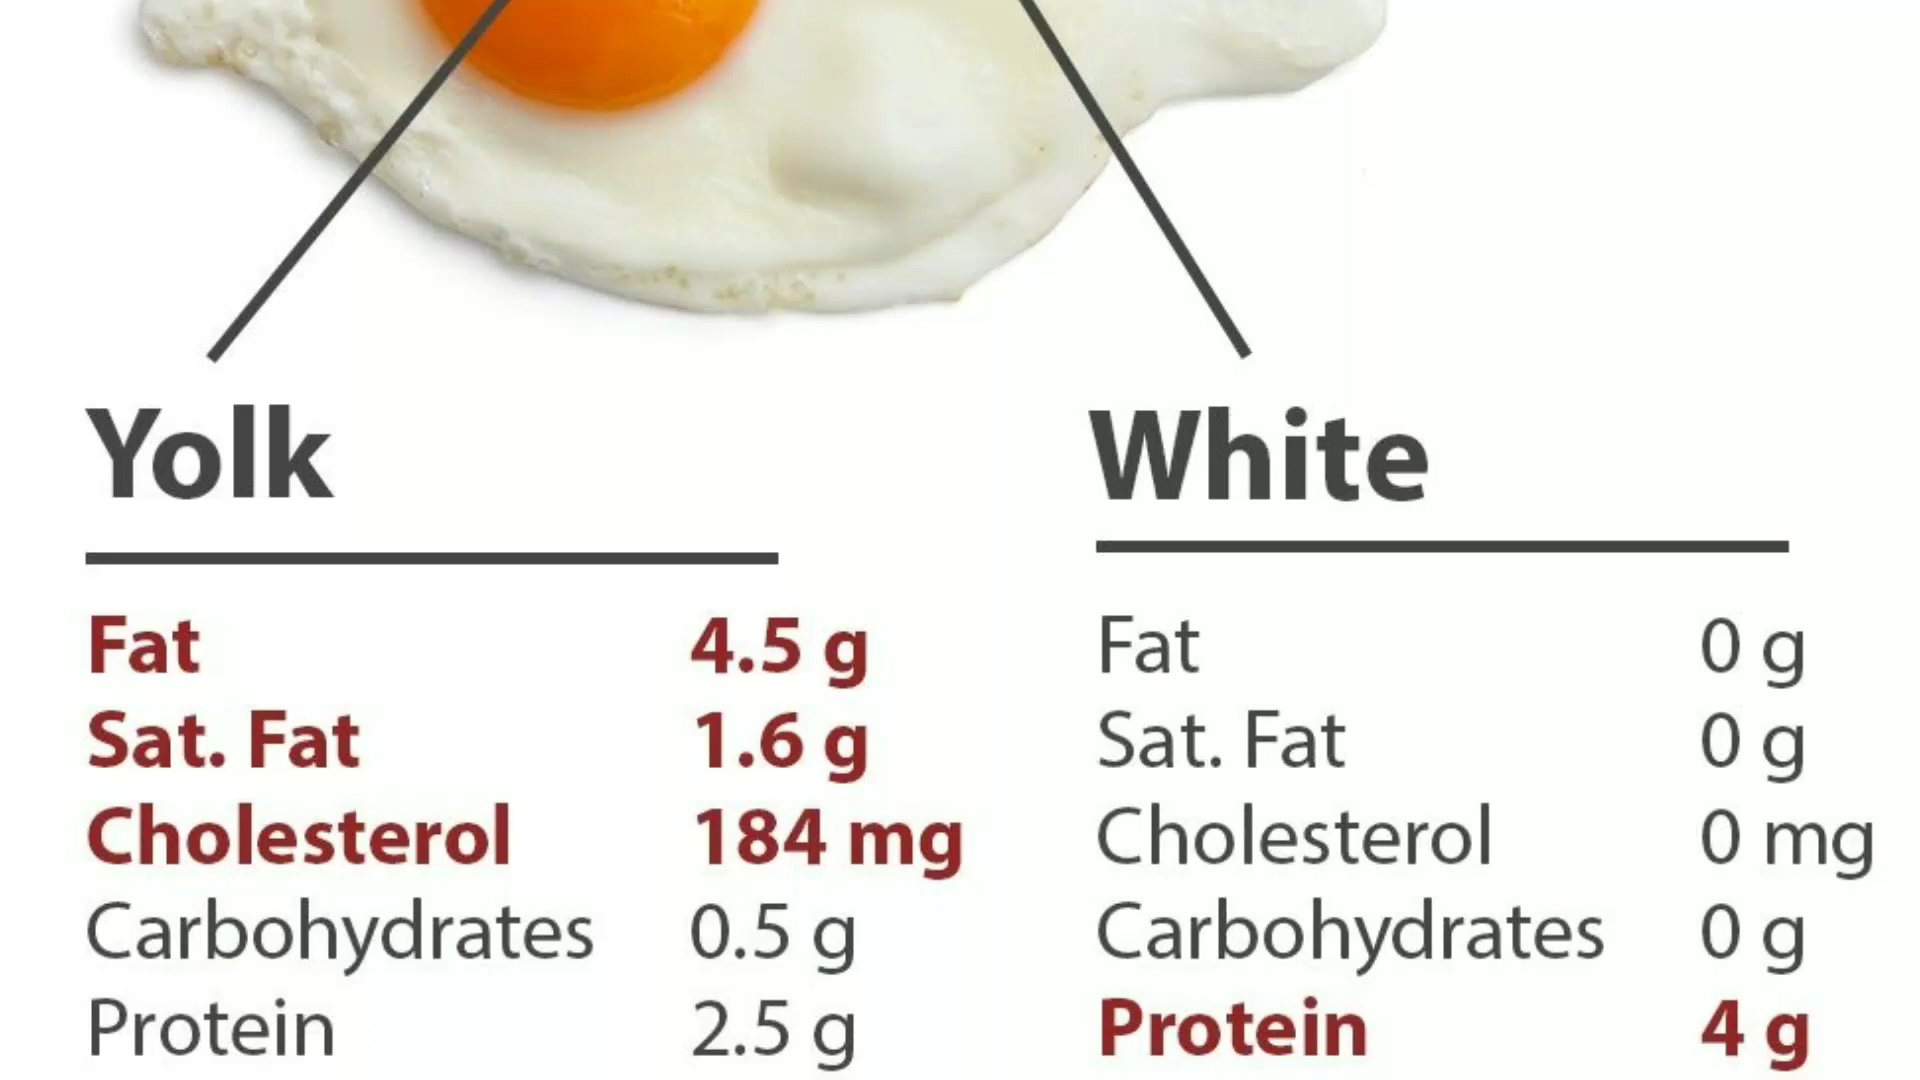 Yolk
Fat 4.5 g
Sat. Fat 1.6 g
Cholesterol 184 mg
Carbohydrates 0.5 g
Protein 2.5 g
White
Fat 0 g
Sat. Fat 0 g
Cholesterol 0 mg
Carbohydrates 0 g
Protein 4 g